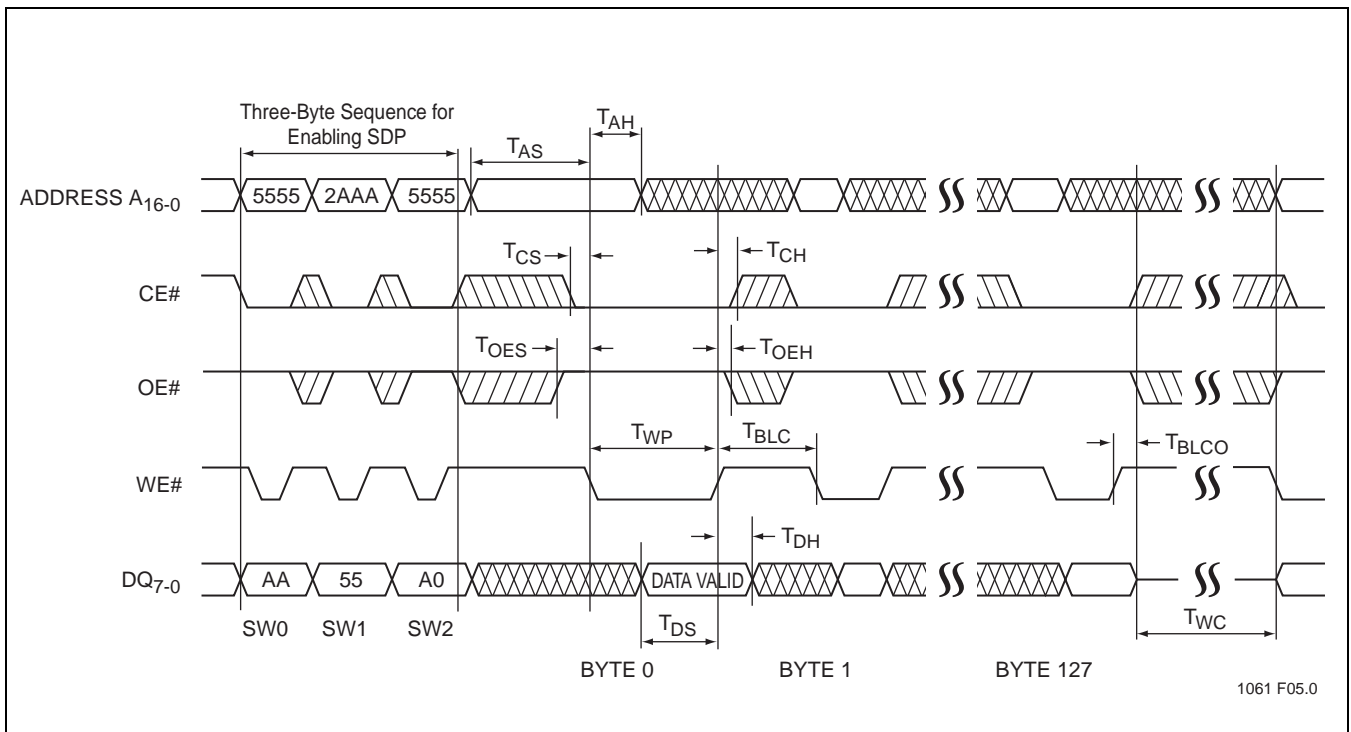 Three-Byte Sequence for
Enabling SDP
TAH
TAS
ADDRESS A16-0
5555 2AAA 5555
TCS
TCH
CE#
TOES
TOEH
OE#
TWP
TBLC
TBLCO
WE#
TDH
DQ7-0
AA 55 A0
DATA VALID
SW0 SW1 SW2
TDS
TWC
BYTE 0 BYTE 1 BYTE 127
1061 F05.0